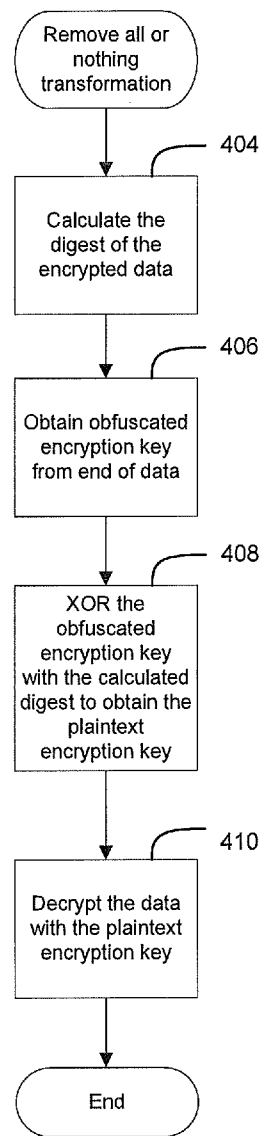 Remove all or
nothing
transformation
404
Calculate the
digest of the
encrypted data
406
Obtain obfuscated
encryption key
from end of data
408
XOR the
obfuscated
encryption key
with the calculated
digest to obtain the
plaintext
encryption key
410
Decrypt the data
with the plaintext
encryption key
End